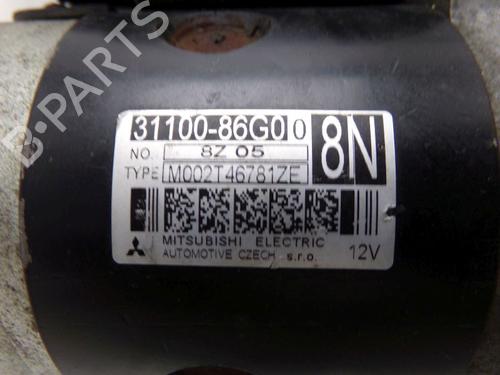 31100-86G00 8N
NO. 8Z 05
TYPE M002T46781ZE
MITSUBISHI ELECTRIC
AUTOMOTIVE CZECH s.r.o. 12V
B PARTS